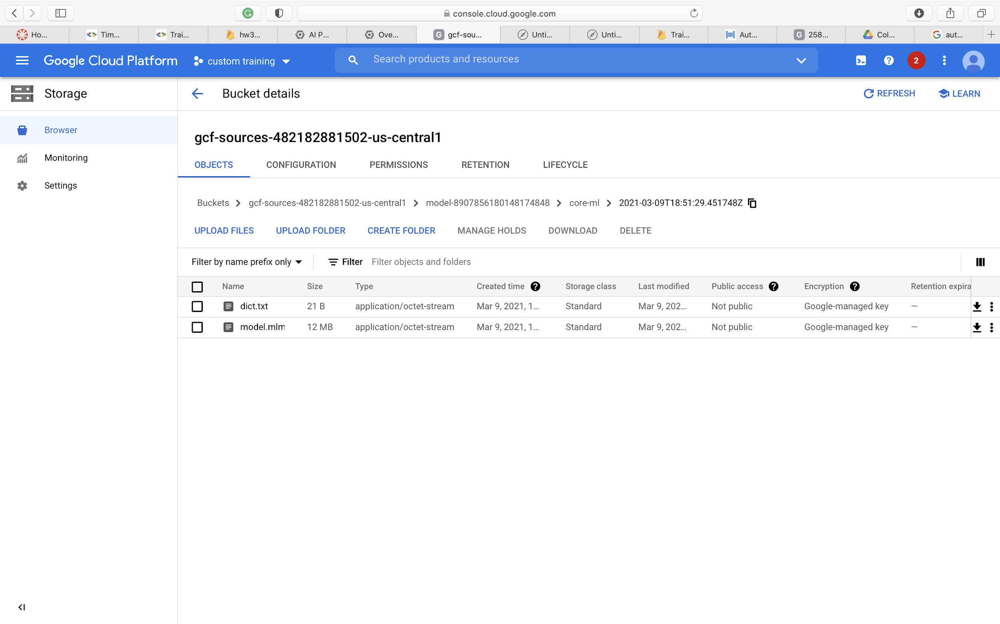 console.cloud.google.com
Ho...
Tim...
Trai...
hw3...
AI P...
Ove...
G gcf-sou...
Unti...
Unti...
Trai...
Aut...
G 258...
Col...
aut...
Google Cloud Platform
custom training
Search products and resources
2
Storage
Bucket details
REFRESH
LEARN
Browser
Monitoring
Settings
gcf-sources-482182881502-us-central1
OBJECTS CONFIGURATION PERMISSIONS RETENTION LIFECYCLE
Buckets > gcf-sources-482182881502-us-central1 > model-8907856180148174848 > core-ml > 2021-03-09T18:51:29.451748Z
UPLOAD FILES UPLOAD FOLDER CREATE FOLDER MANAGE HOLDS DOWNLOAD DELETE
Filter by name prefix only Filter Filter objects and folders
Name Size Type Created time Storage class Last modified Public access Encryption Retention expira
dict.txt 21 B application/octet-stream Mar 9, 2021, 1... Standard Mar 9, 202... Not public Google-managed key —
model.mlm 12 MB application/octet-stream Mar 9, 2021, 1... Standard Mar 9, 202... Not public Google-managed key —